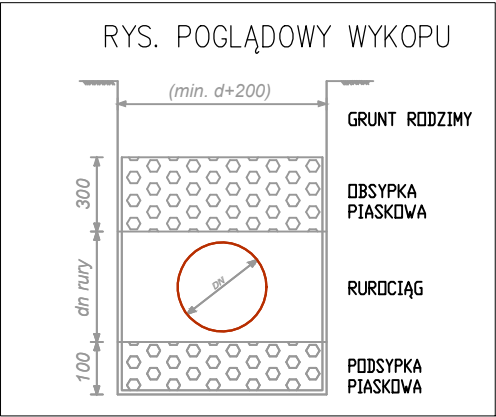 RYS. POGLĄDOWY WYKOPU
(min. d+200)
GRUNT RODZIMY
300
OBSYPKA
PIASKOWA
dn rury
DN
RUROCIĄG
100
PODSYPKA
PIASKOWA